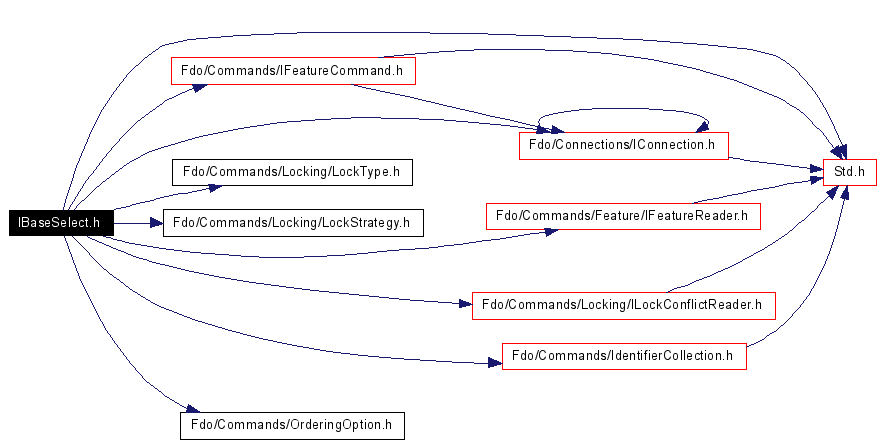 Fdo/Commands/IFeatureCommand.h
Fdo/Connections/IConnection.h
Fdo/Commands/Locking/LockType.h
Std.h
IBaseSelect.h
Fdo/Commands/Locking/LockStrategy.h
Fdo/Commands/Feature/IFeatureReader.h
Fdo/Commands/Locking/ILockConflictReader.h
Fdo/Commands/IdentifierCollection.h
Fdo/Commands/OrderingOption.h